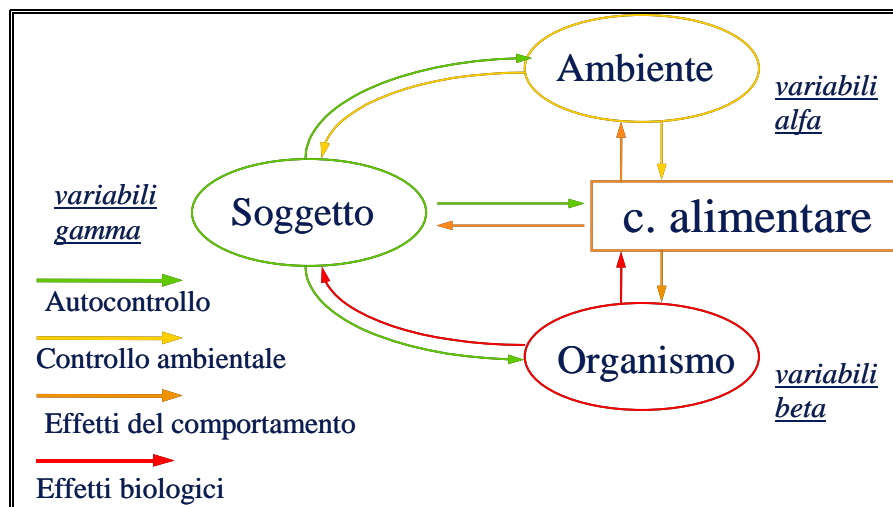 Ambiente
variabili
alfa
variabili
gamma
Soggetto
c. alimentare
Autocontrollo
Controllo ambientale
Organismo
variabili
beta
Effetti del comportamento
Effetti biologici